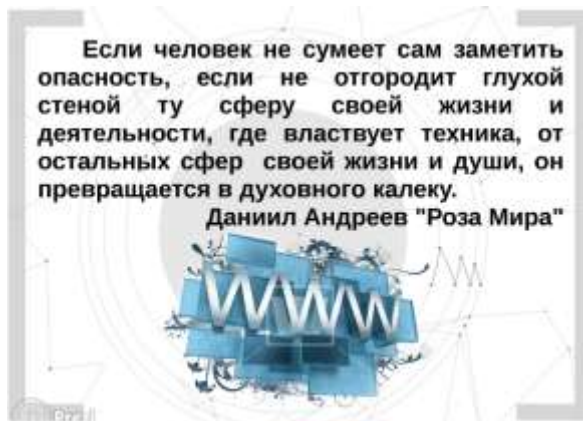 Если человек не сумеет сам заметить
опасность, если не отгородит глухой
стеной ту сферу своей жизни и
деятельности, где властвует техника, от
остальных сфер своей жизни и души, он
превращается в духовного калеку.
Даниил Андреев "Роза Мира"
WWW